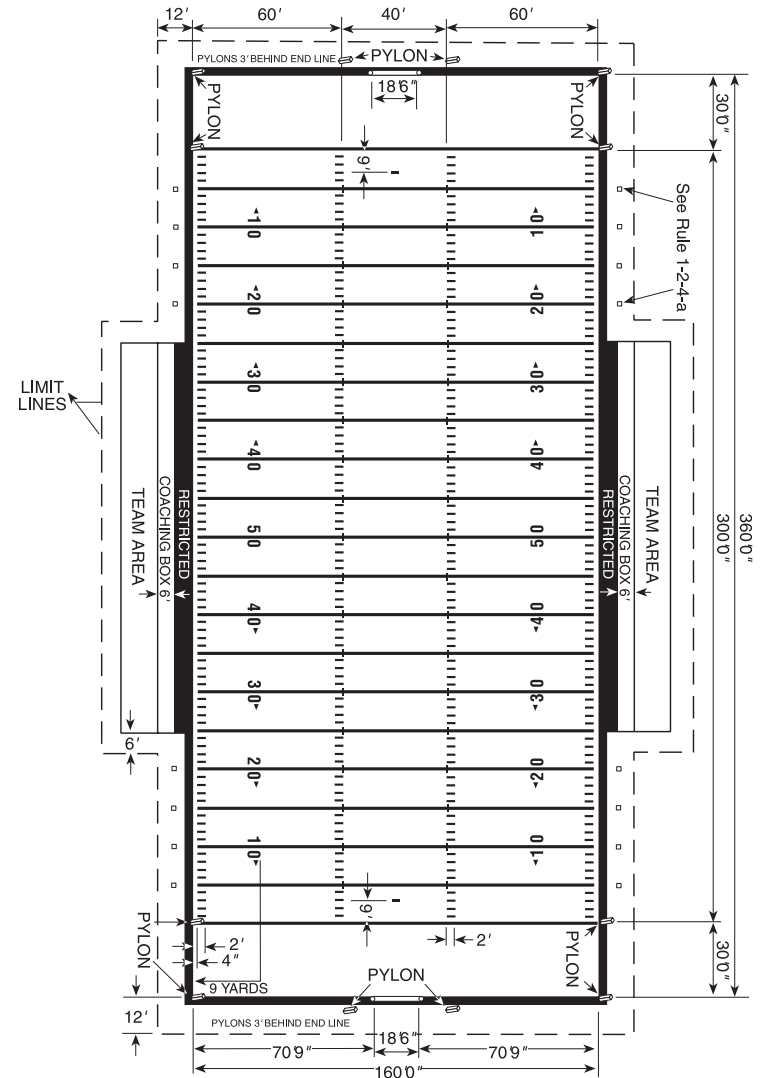 12' 60' 40' 60'
PYLONS 3' BEHIND END LINE
PYLON
18'6"
PYLON
PYLON
30'0"
9'
See Rule 1-2-4-a
10
10
20
20
30
30
LIMIT
LINES
40
40
TEAM AREA
COACHING BOX 6'
RESTRICTED
50
50
RESTRICTED
COACHING BOX 6'
TEAM AREA
300'0"
360'0"
40
40
30
30
6'
20
20
10
10
9'
PYLON
2'
4"
2'
PYLON
30'0"
9 YARDS
PYLON
12'
PYLONS 3' BEHIND END LINE
18'6"
70'9"
70'9"
160'0"